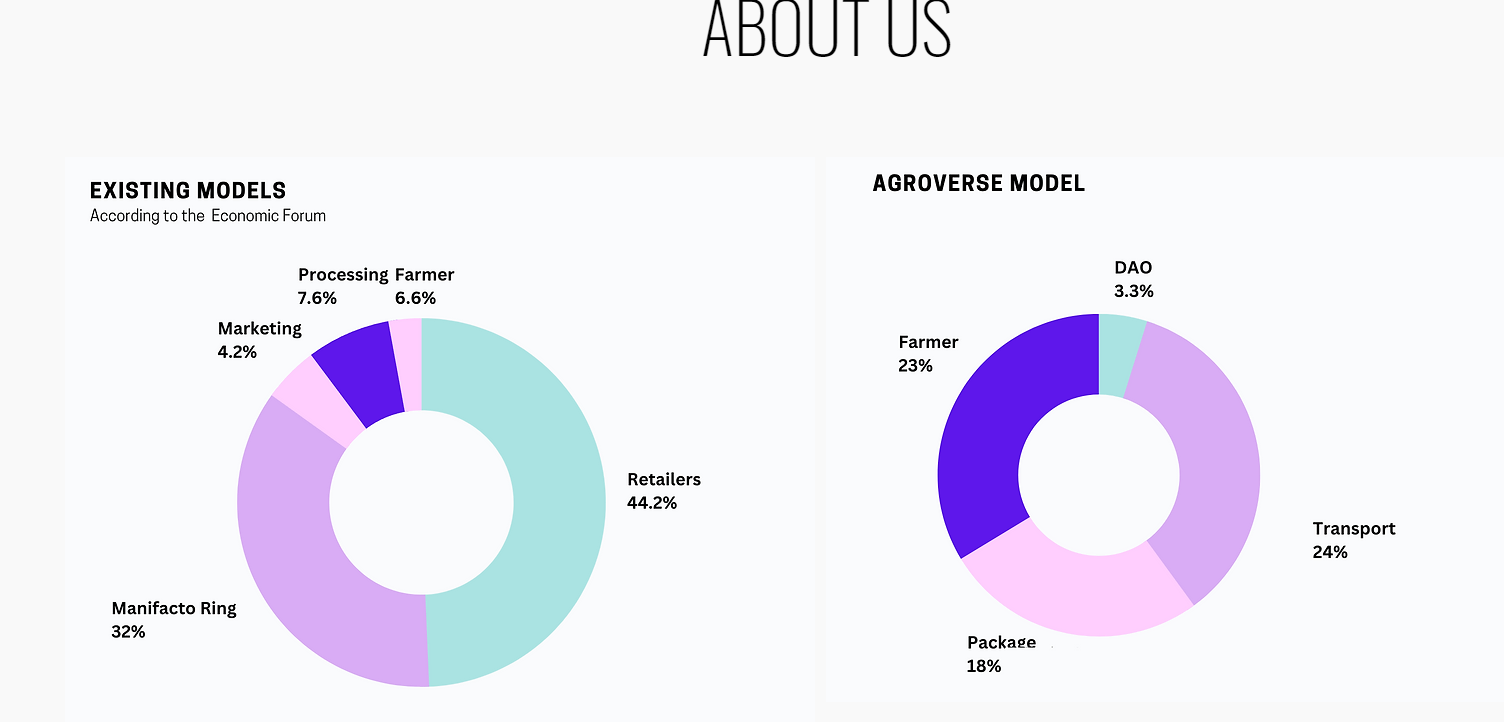 ABOUT US
EXISTING MODELS
According to the Economic Forum
Processing
7.6%
Farmer
6.6%
Marketing
4.2%
Retailers
44.2%
Manifacto Ring
32%
AGROVERSE MODEL
DAO
3.3%
Farmer
23%
Transport
24%
Package
18%